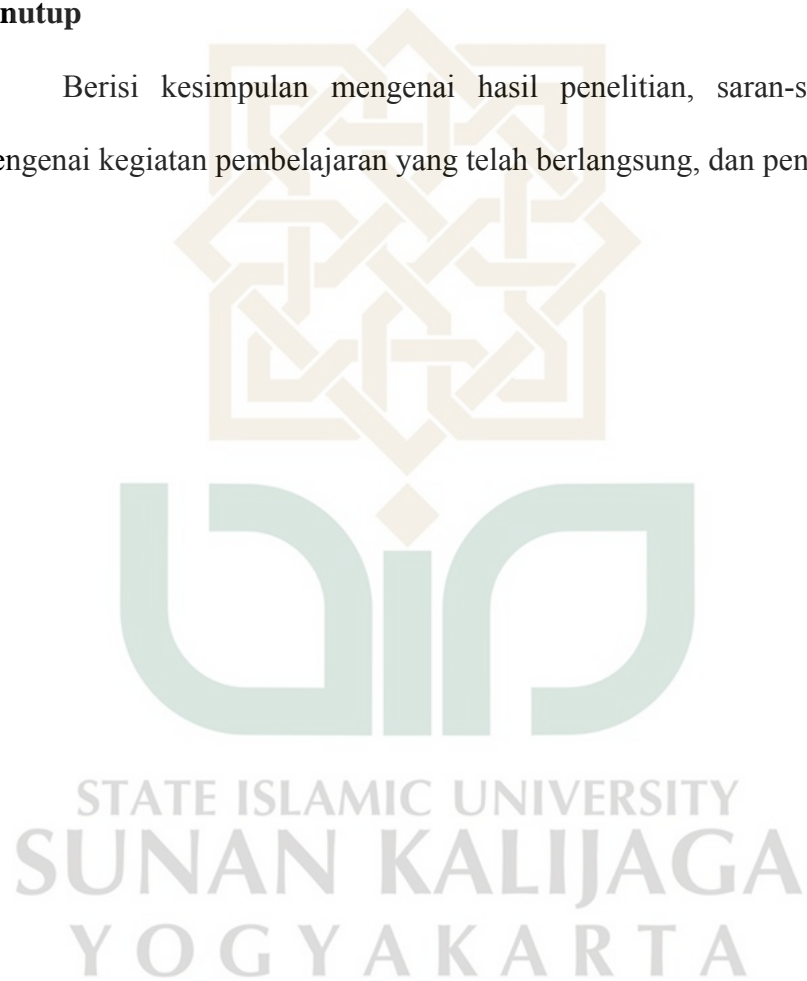 nutup
Berisi kesimpulan mengenai hasil penelitian, saran-s
engenai kegiatan pembelajaran yang telah berlangsung, dan pen
STATE ISLAMIC UNIVERSITY
SUNAN KALIJAGA
YOGYAKARTA